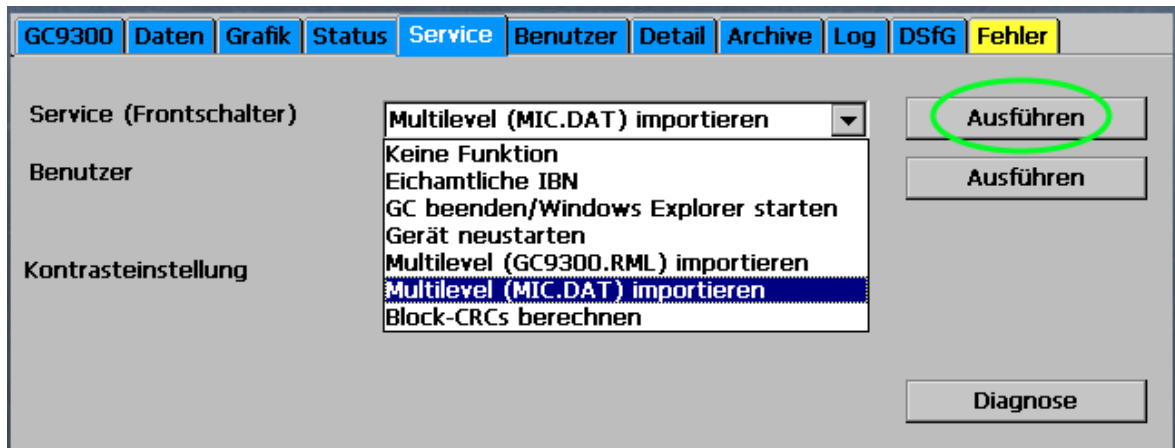 GC9300 Daten Grafik Status Service Benutzer Detail Archive Log DSfG Fehler
Service (Frontschalter) Multilevel (MIC.DAT) importieren Ausführen
Keine Funktion
Benutzer Eichamtliche IBN Ausführen
GC beenden/Windows Explorer starten
Gerät neustarten
Kontrasteinstellung Multilevel (GC9300.RML) importieren
Multilevel (MIC.DAT) importieren
Block-CRCs berechnen
Diagnose